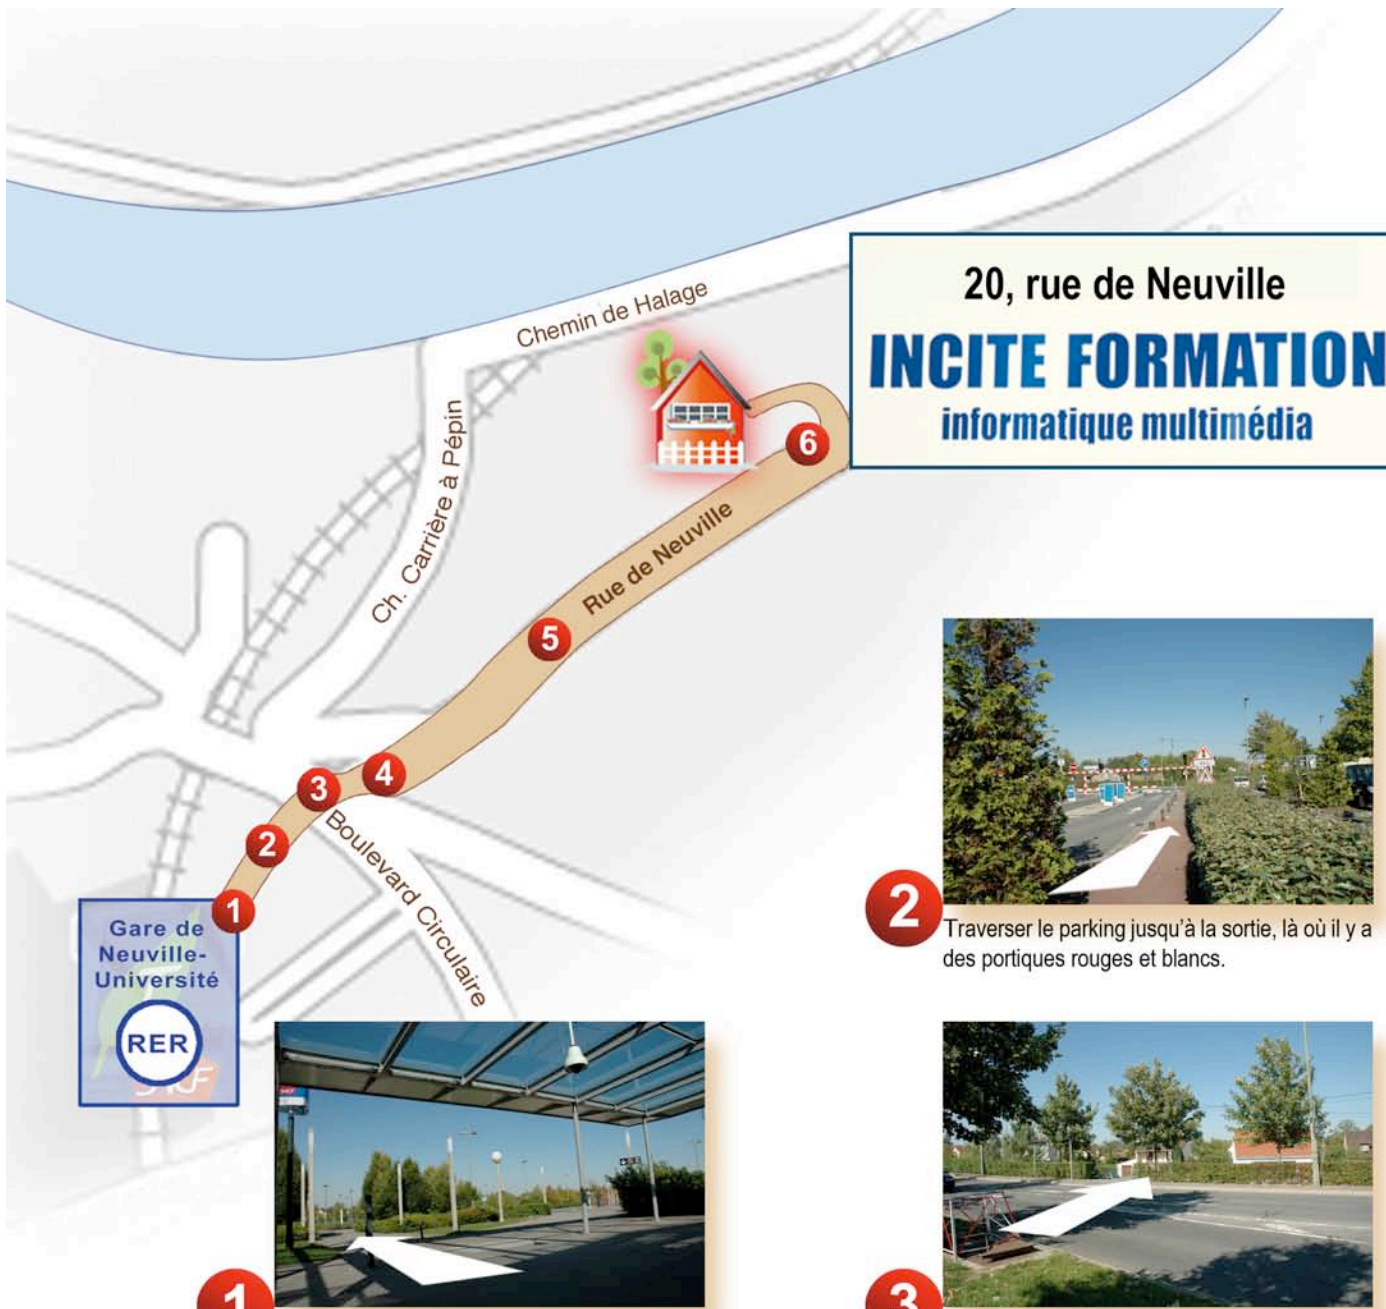 20, rue de Neuville
INCITE FORMATION
informatique multimédia
Chemin de Halage
Ch. Carrière à Pépin
Rue de Neuville
6
5
4
3
2
1
Boulevard Circulaire
Gare de
Neuville-
Université
RER
SNCF
2
Traverser le parking jusqu'à la sortie, là où il y a
des portiques rouges et blancs.
1
3